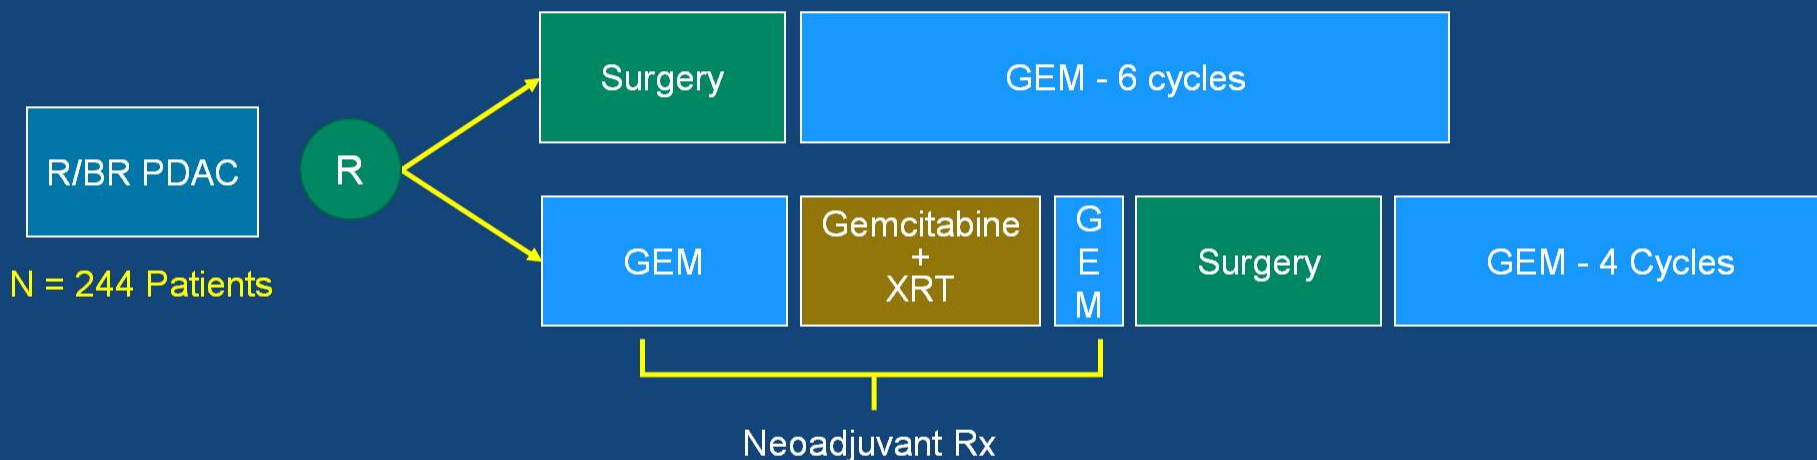 R/BR PDAC
N = 244 Patients
R
Surgery
GEM - 6 cycles
GEM
Gemcitabine
+
XRT
G
E
M
Surgery
GEM - 4 Cycles
Neoadjuvant Rx